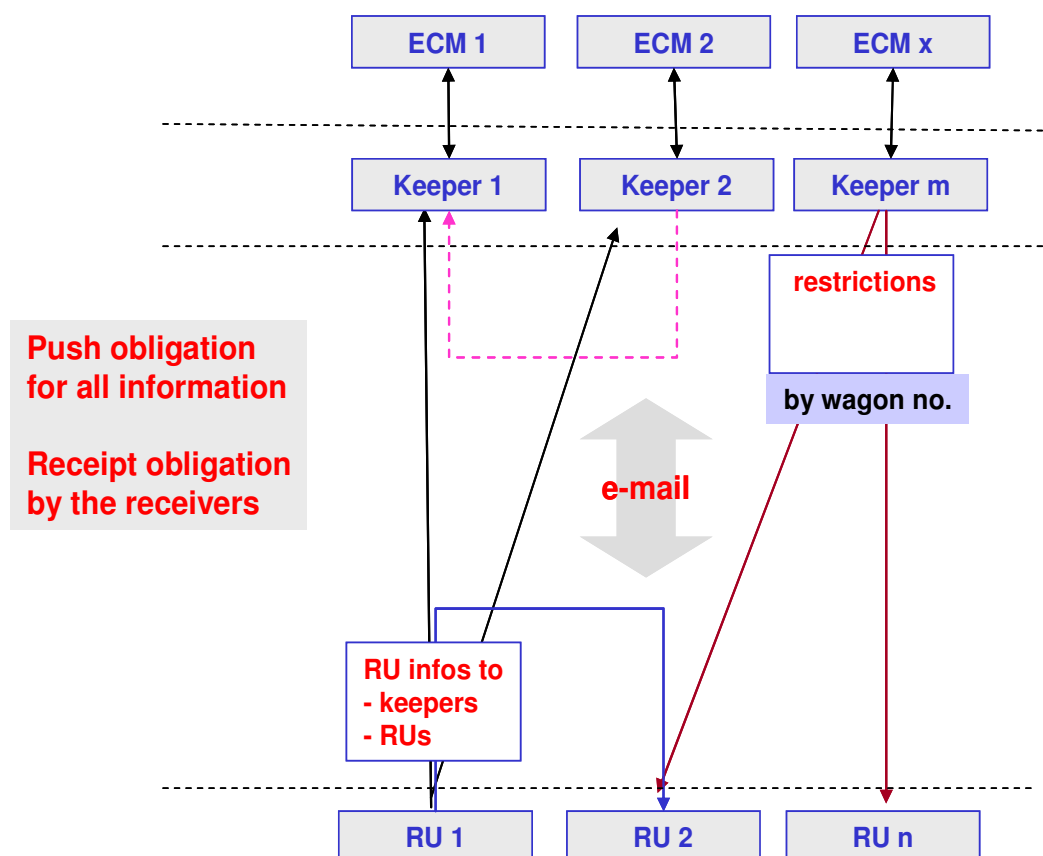 ECM 1
ECM 2
ECM x
Keeper 1
Keeper 2
Keeper m
restrictions
by wagon no.
Push obligation
for all information
Receipt obligation
by the receivers
e-mail
RU infos to
- keepers
- RUs
RU 1
RU 2
RU n